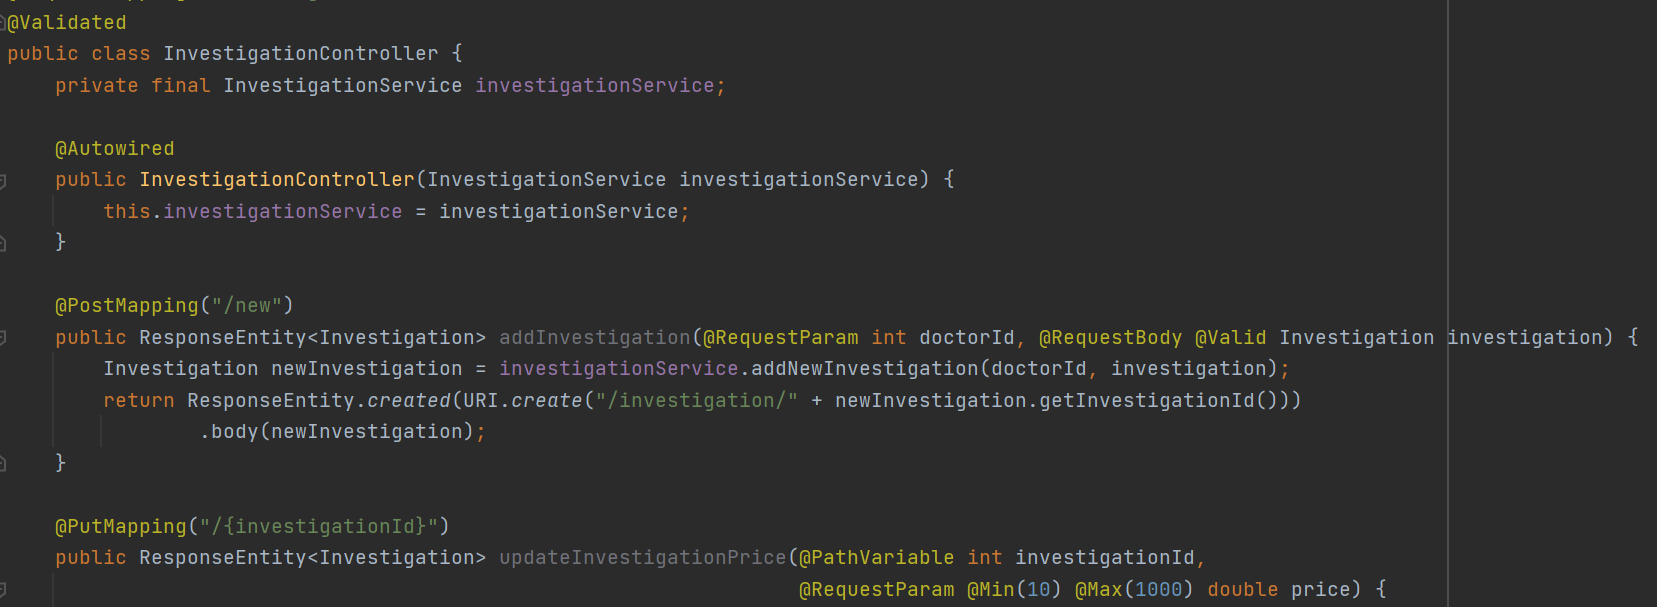 @Validated
public class InvestigationController {
    private final InvestigationService investigationService;
    @Autowired
    public InvestigationController(InvestigationService investigationService) {
        this.investigationService = investigationService;
    }
    @PostMapping("/new")
    public ResponseEntity<Investigation> addInvestigation(@RequestParam int doctorId, @RequestBody @Valid Investigation investigation) {
        Investigation newInvestigation = investigationService.addNewInvestigation(doctorId, investigation);
        return ResponseEntity.created(URI.create("/investigation/" + newInvestigation.getInvestigationId()))
                .body(newInvestigation);
    }
    @PutMapping("/{investigationId}")
    public ResponseEntity<Investigation> updateInvestigationPrice(@PathVariable int investigationId,
                                                                  @RequestParam @Min(10) @Max(1000) double price) {